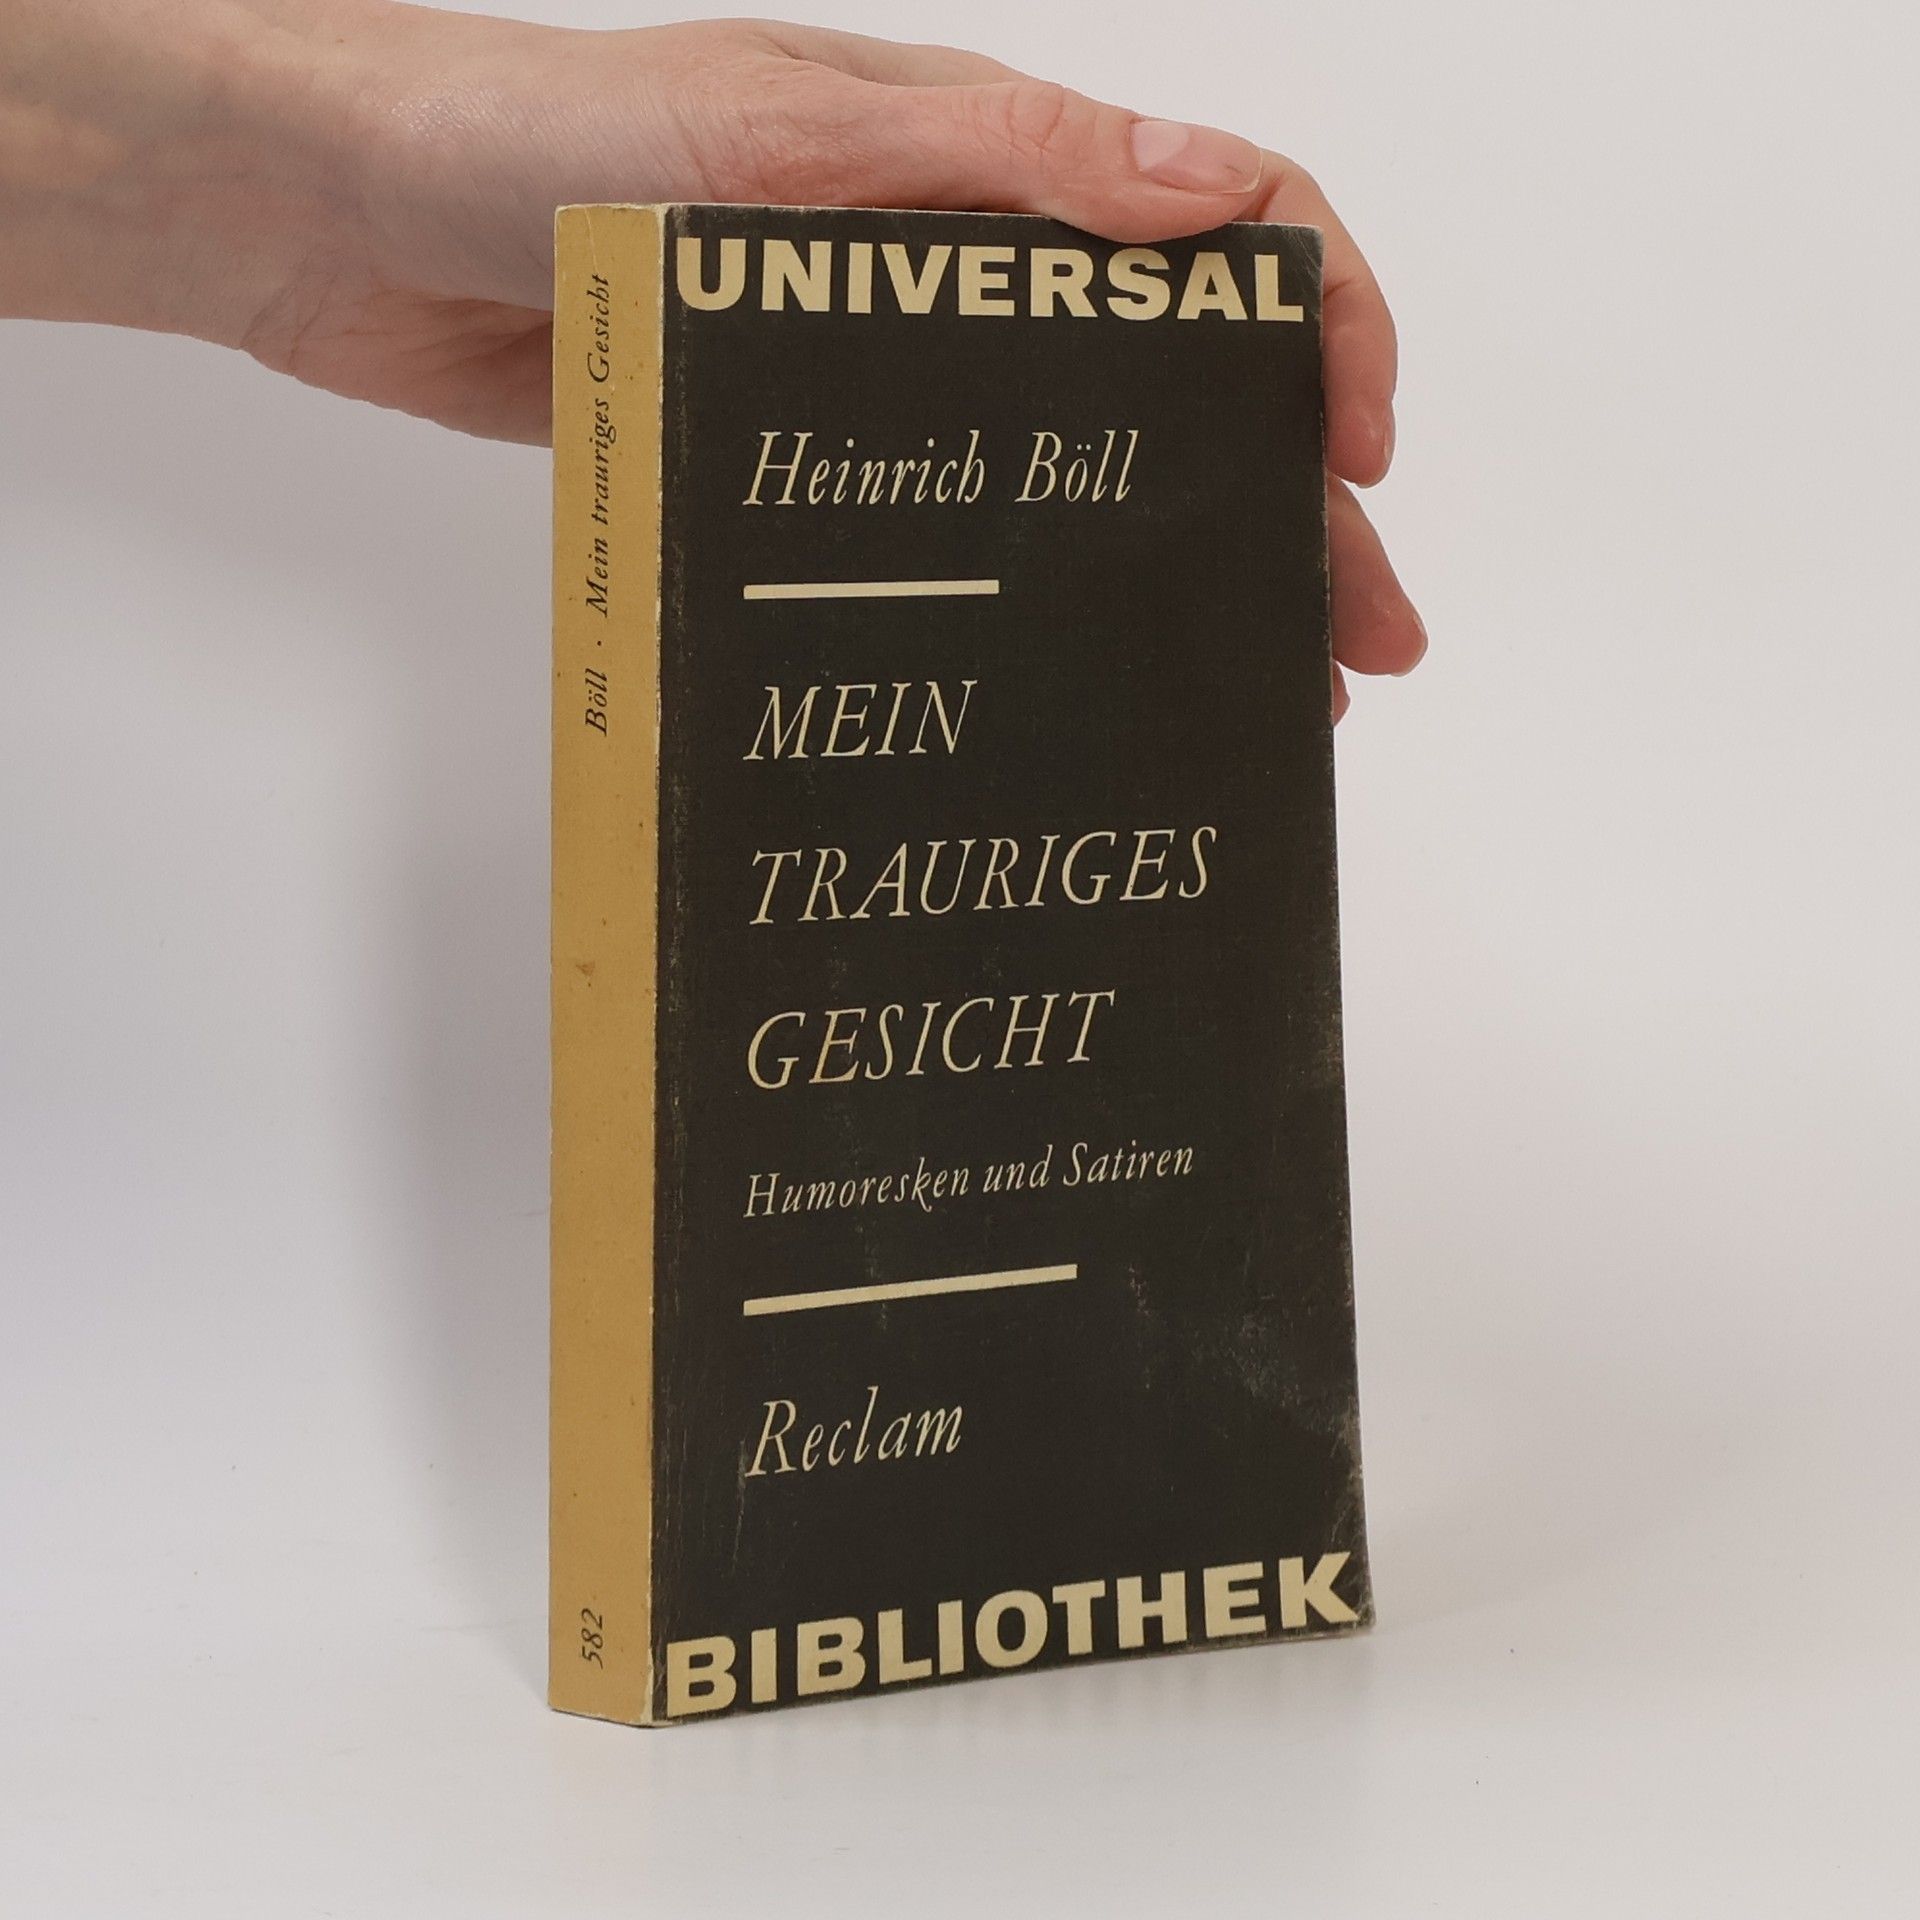 UNIVERSAL
Heinrich Böll
MEIN
TRAURIGES
GESICHT
Humoresken und Satiren
Reclam
BIBLIOTHEK
Böll · Mein trauriges Gesicht
582